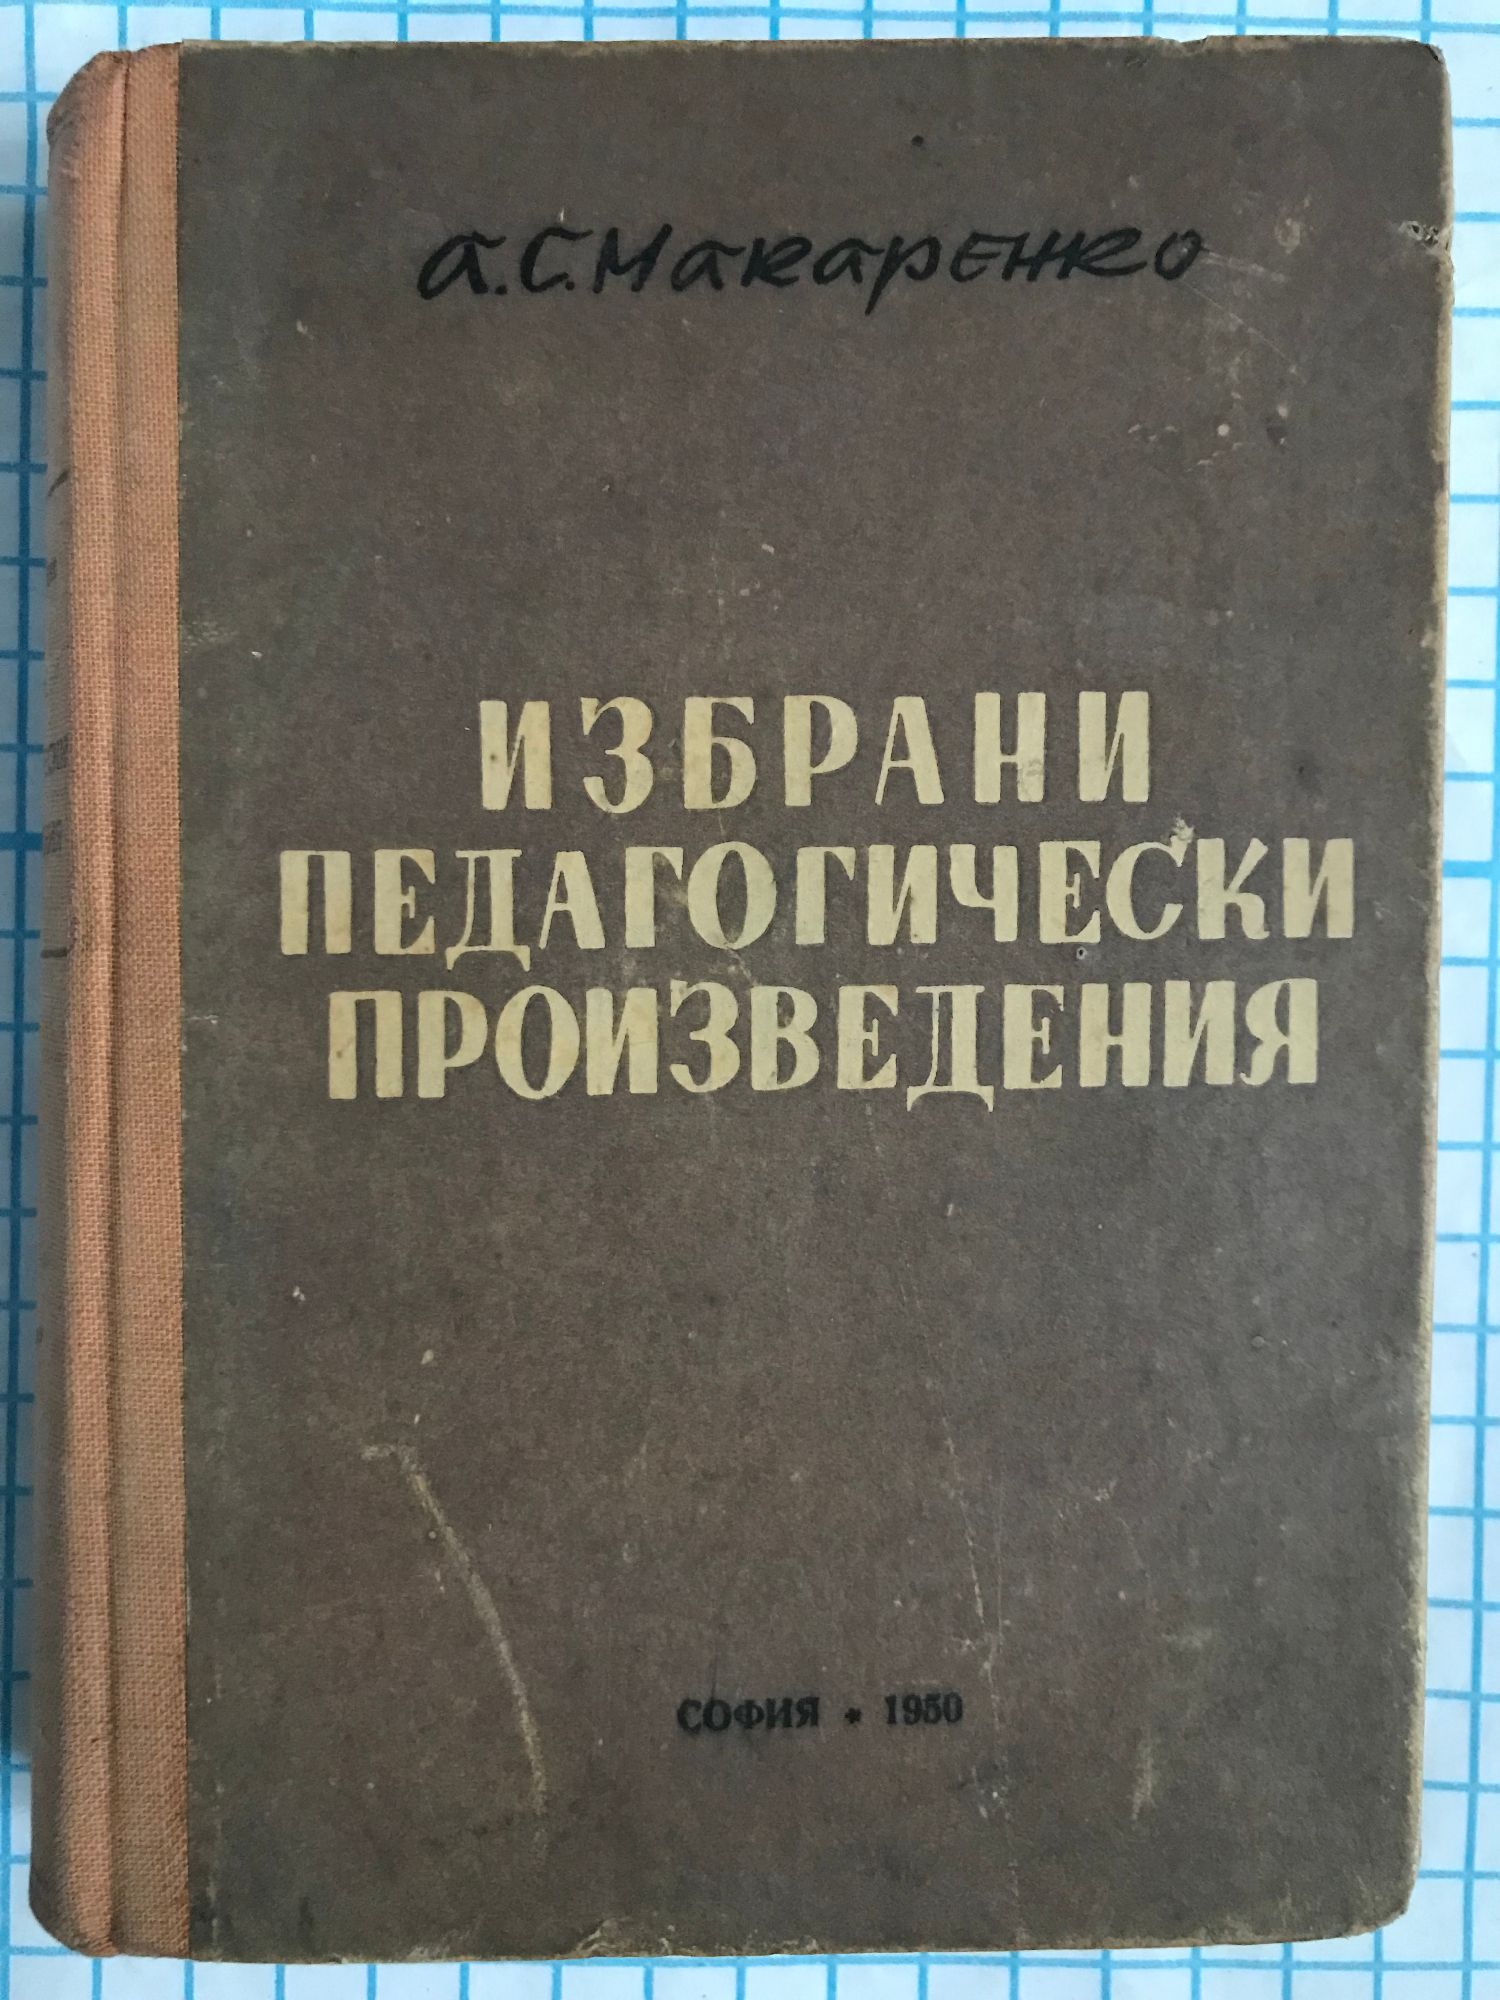 А. С. Макаренко
ИЗБРАНИ
ПЕДАГОГИЧЕСКИ
ПРОИЗВЕДЕНИЯ
СОФИЯ * 1950